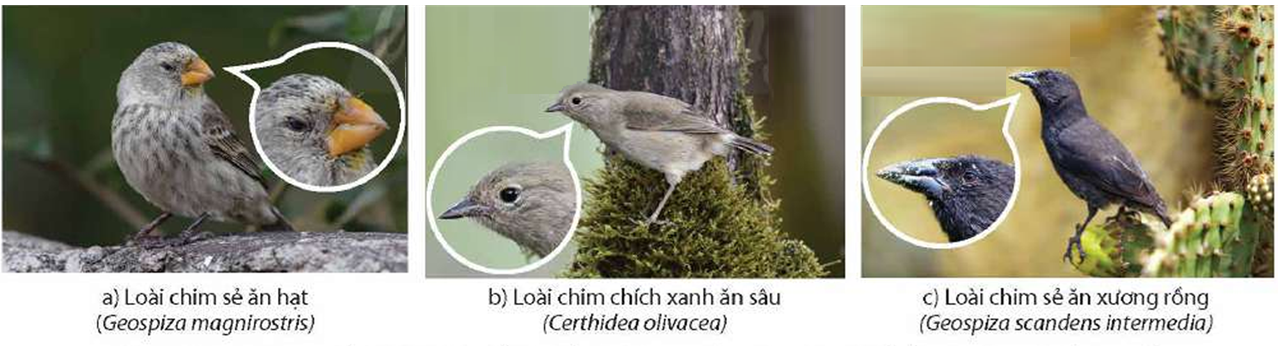 a) Loài chim sẻ ăn hạt
(Geospiza magnirostris)
b) Loài chim chích xanh ăn sâu
(Certhidea olivacea)
c) Loài chim sẻ ăn xương rồng
(Geospiza scandens intermedia)